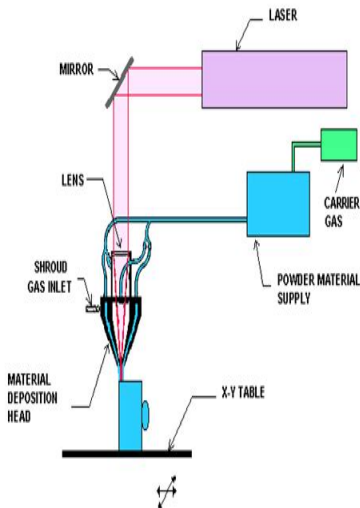 LASER
MIRROR
LENS
CARRIER
GAS
POWDER MATERIAL
SUPPLY
SHROUD
GAS INLET
MATERIAL
DEPOSITION
HEAD
X-Y TABLE